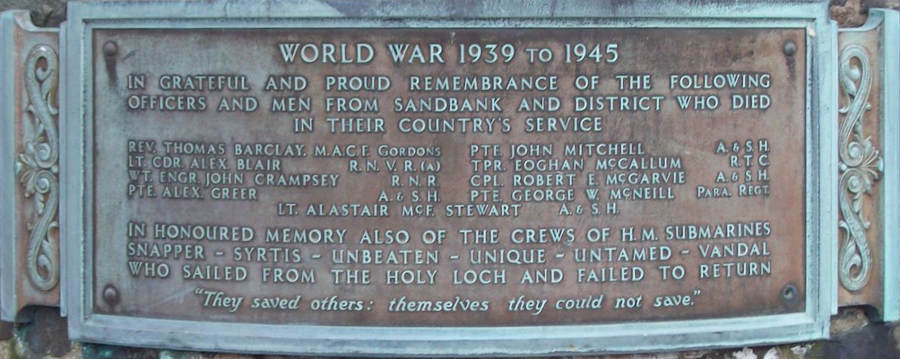 WORLD WAR 1939 TO 1945
IN GRATEFUL AND PROUD REMEMBRANCE OF THE FOLLOWING
OFFICERS AND MEN FROM SANDBANK AND DISTRICT WHO DIED
IN THEIR COUNTRY'S SERVICE
REV. THOMAS BARCLAY, M.A.C.F. GORDONS PTE. JOHN MITCHELL A. & S. H.
LT. CDR. ALEX. BLAIR R. N. V. R. (A) TPR. EOGHAN MCCALLUM R. T. C.
WT. ENGR. JOHN CRAMPSEY R. N. R. CPL. ROBERT E. MCGARVIE A. & S. H.
PTE. ALEX. GREER A. & S. H. PTE. GEORGE W. MCNEILL PARA. REGT.
LT. ALASTAIR MCF. STEWART A. & S. H.
IN HONOURED MEMORY ALSO OF THE CREWS OF H. M. SUBMARINES
SNAPPER - SYRTIS - UNBEATEN - UNIQUE - UNTAMED - VANDAL
WHO SAILED FROM THE HOLY LOCH AND FAILED TO RETURN
"They saved others: themselves they could not save."